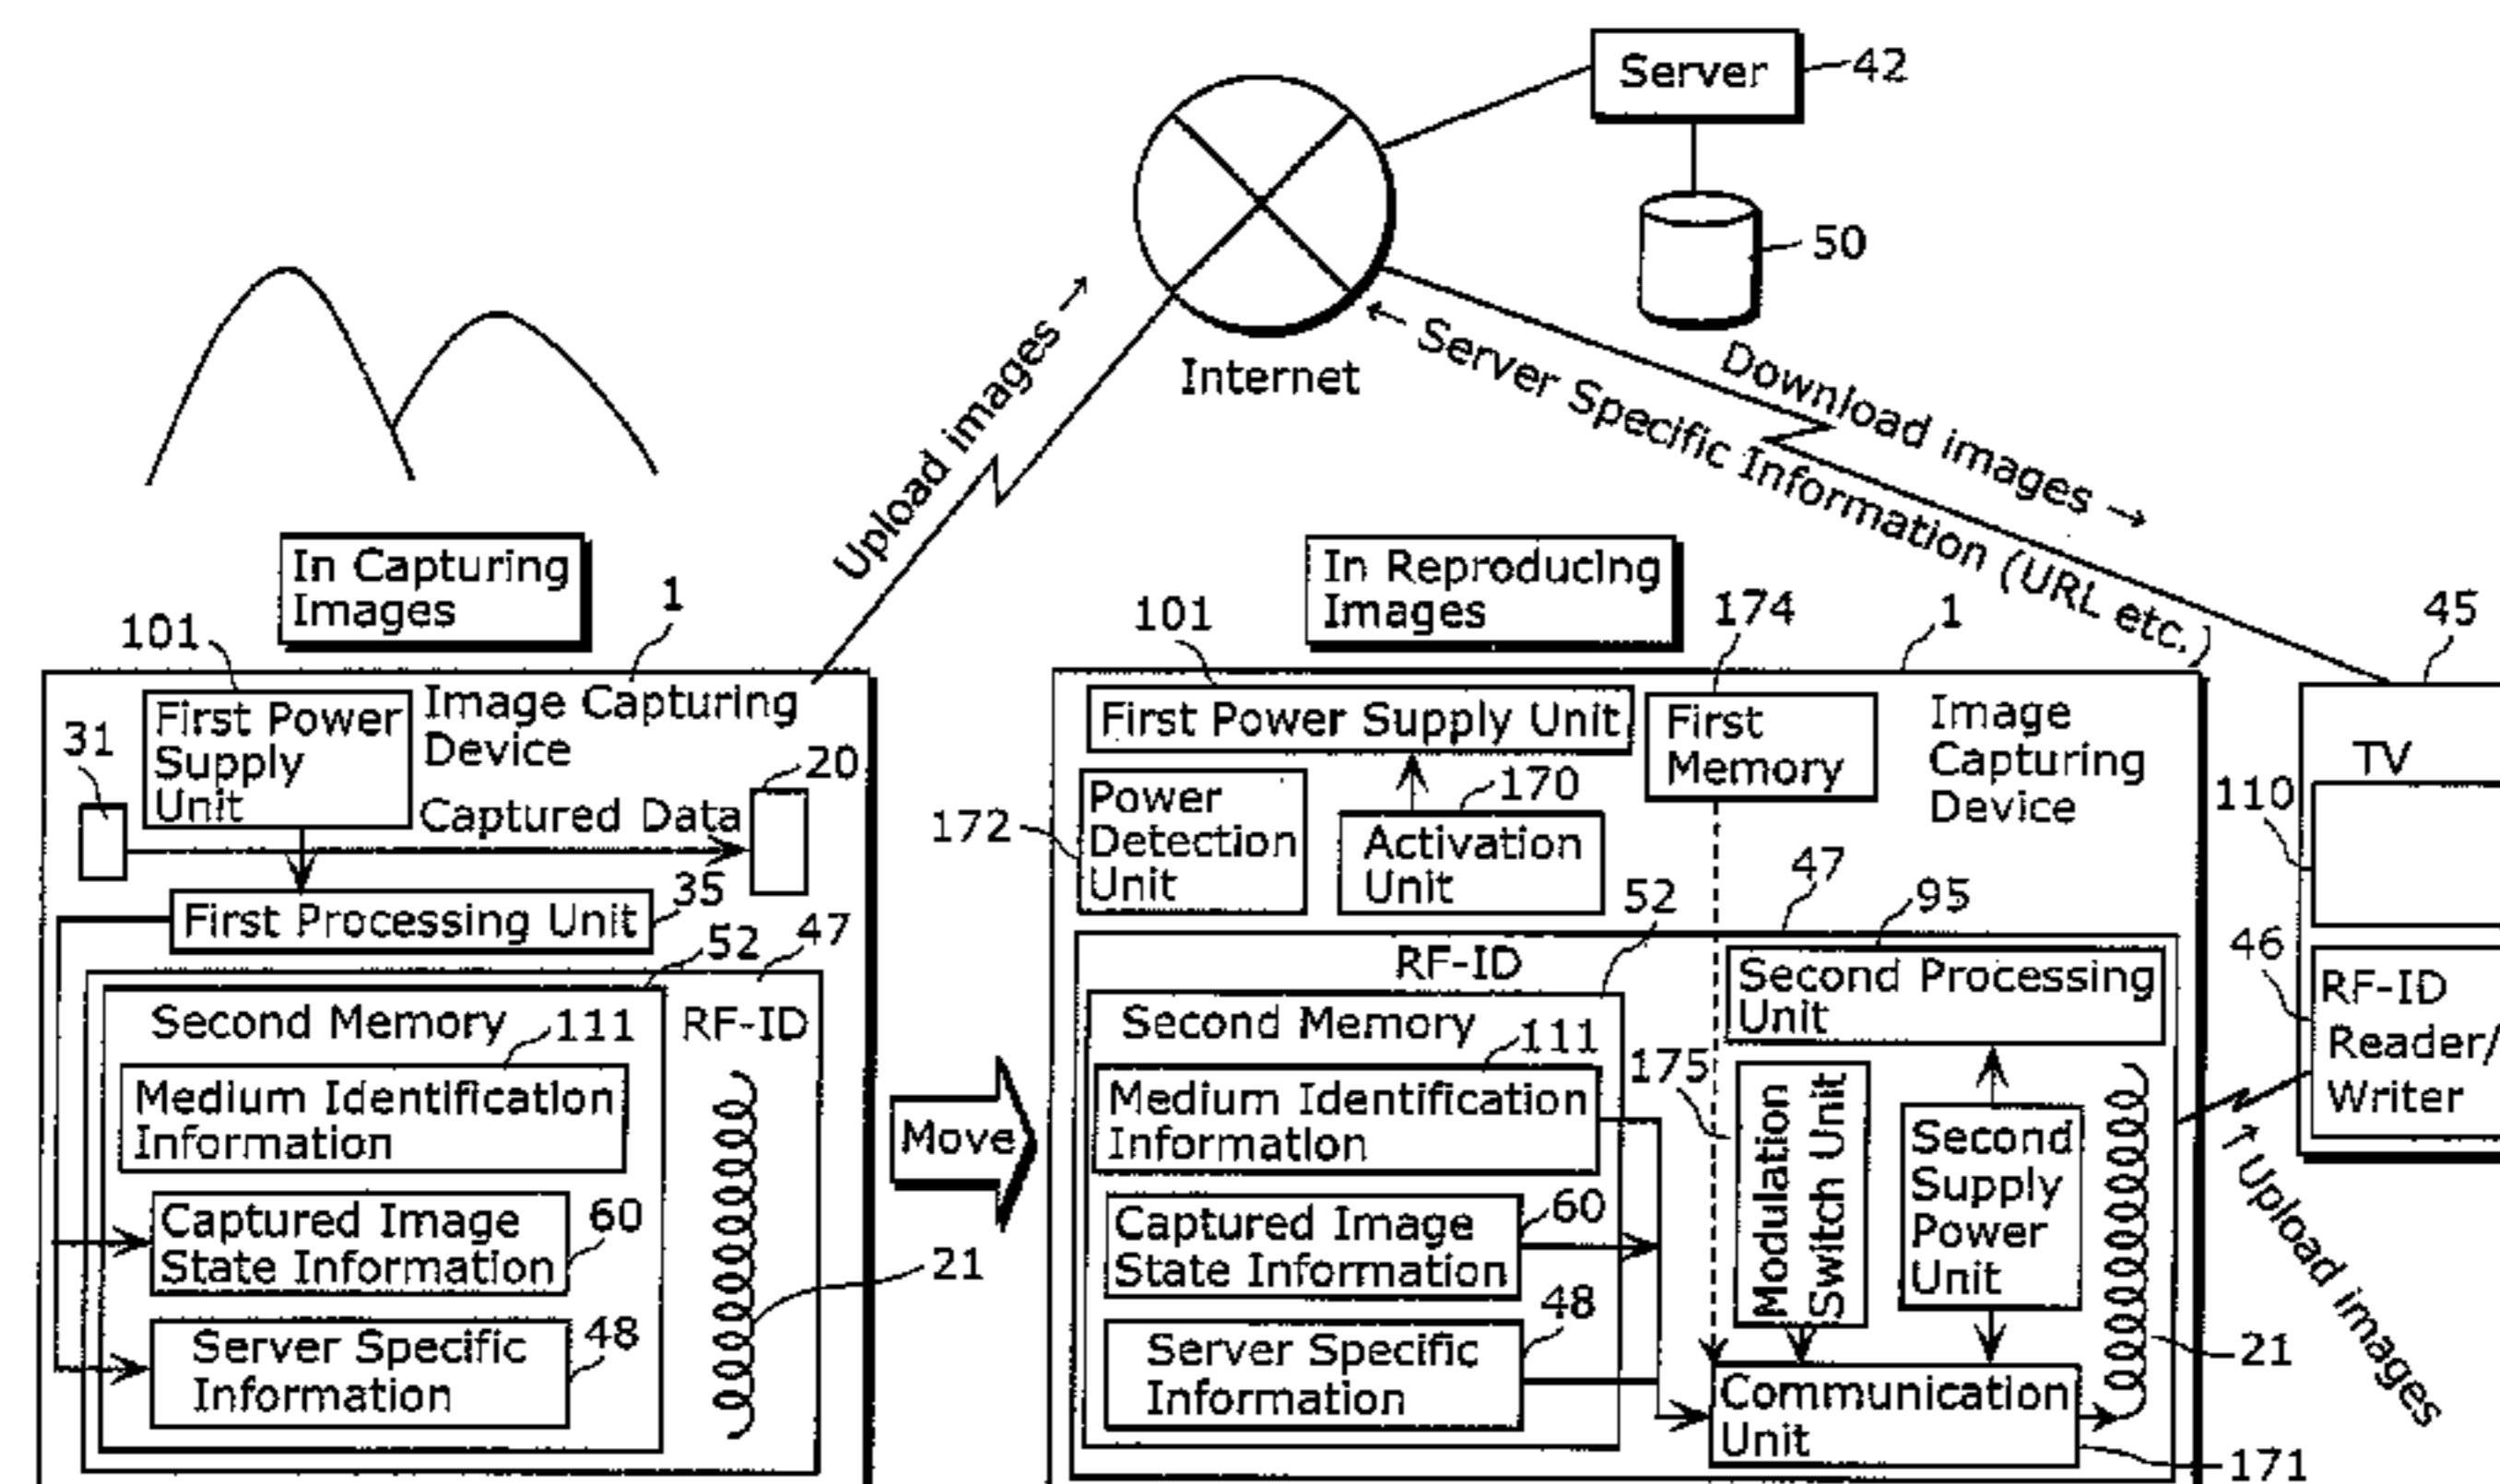 Server
42
50
Internet
Upload images →
Download images →
← Server Specific Information (URL etc.)
In Capturing
Images
1
101
First Power
Supply
Unit
Image Capturing
Device
31
20
Captured Data
35
First Processing Unit
52
47
Second Memory
111
RF-ID
Medium Identification
Information
Captured Image
State Information
60
Server Specific
Information
48
21
Move
In Reproducing
Images
101
174
1
First Power Supply Unit
First
Memory
Image
Capturing
Device
172
Power
Detection
Unit
170
Activation
Unit
52
47
95
RF-ID
Second Processing
Unit
Second Memory
111
Medium Identification
Information
175
Modulation
Switch Unit
Second
Supply
Power
Unit
Captured Image
State Information
60
Server Specific
Information
48
Communication
Unit
21
171
45
TV
110
46
RF-ID
Reader/
Writer
↗ Upload images